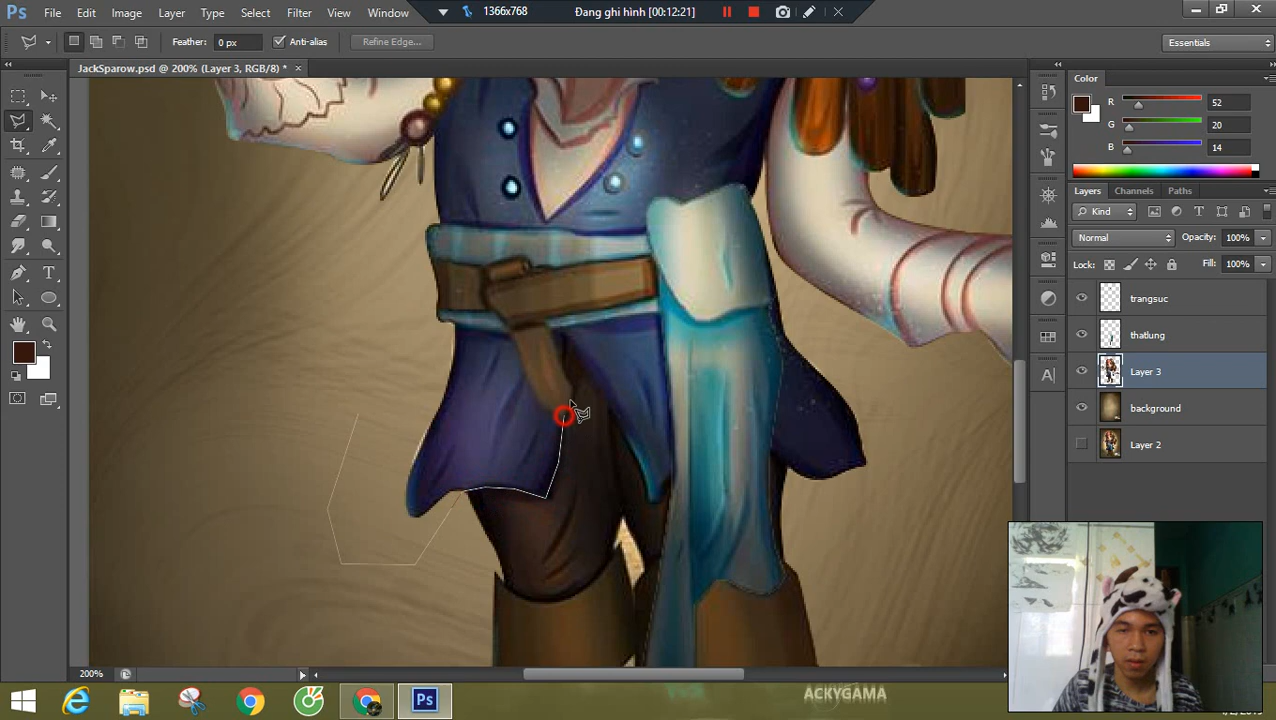 Ps File Edit Image Layer Type Select Filter View Window
1366x768 Đang ghi hình [00:12:21]
Feather: 0 px Anti-alias Refine Edge... Essentials
JackSparow.psd @ 200% (Layer 3, RGB/8) * ×
Color
R 52
G 20
B 14
Layers Channels Paths
Kind
Normal Opacity: 100%
Lock: Fill: 100%
trangsuc
thatlung
Layer 3
background
Layer 2
200%
Ps
ACKYGAMA